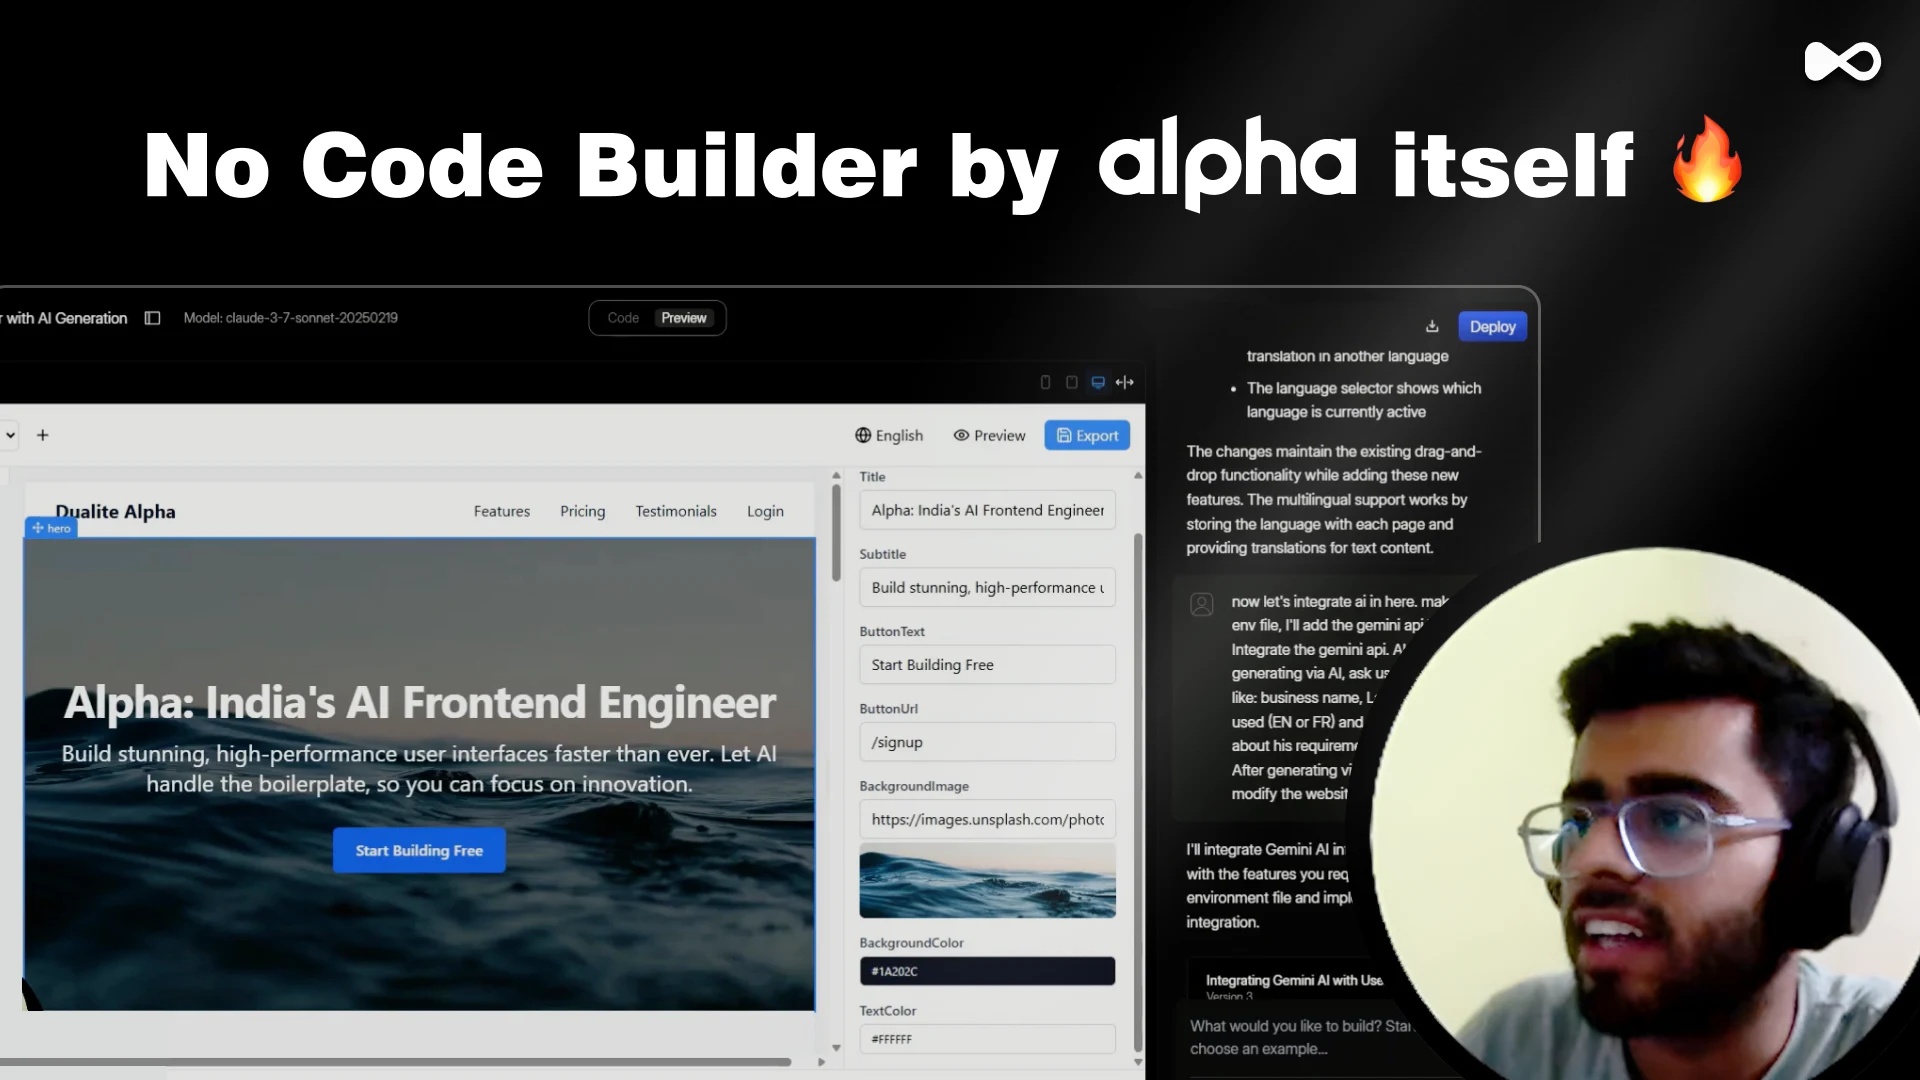 No Code Builder by alpha itself
r with AI Generation
Model: claude-3-7-sonnet-20250219
Code
Preview
Deploy
English
Preview
Export
Dualite Alpha
Features
Pricing
Testimonials
Login
hero
Alpha: India's AI Frontend Engineer
Build stunning, high-performance user interfaces faster than ever. Let AI
handle the boilerplate, so you can focus on innovation.
Start Building Free
Title
Alpha: India's AI Frontend Engineer
Subtitle
Build stunning, high-performance u
ButtonText
Start Building Free
ButtonUrl
/signup
BackgroundImage
https://images.unsplash.com/photo
BackgroundColor
#1A202C
TextColor
#FFFFFF
translation in another language
• The language selector shows which
language is currently active
The changes maintain the existing drag-and-
drop functionality while adding these new
features. The multilingual support works by
storing the language with each page and
providing translations for text content.
now let's integrate ai in here. mak
env file, I'll add the gemini api
Integrate the gemini api. A
generating via AI, ask us
like: business name, L
used (EN or FR) and
about his requireme
After generating vi
modify the websit
I'll integrate Gemini AI in
with the features you req
environment file and impl
integration.
Integrating Gemini AI with Use
Version 3
What would you like to build? Star
choose an example...